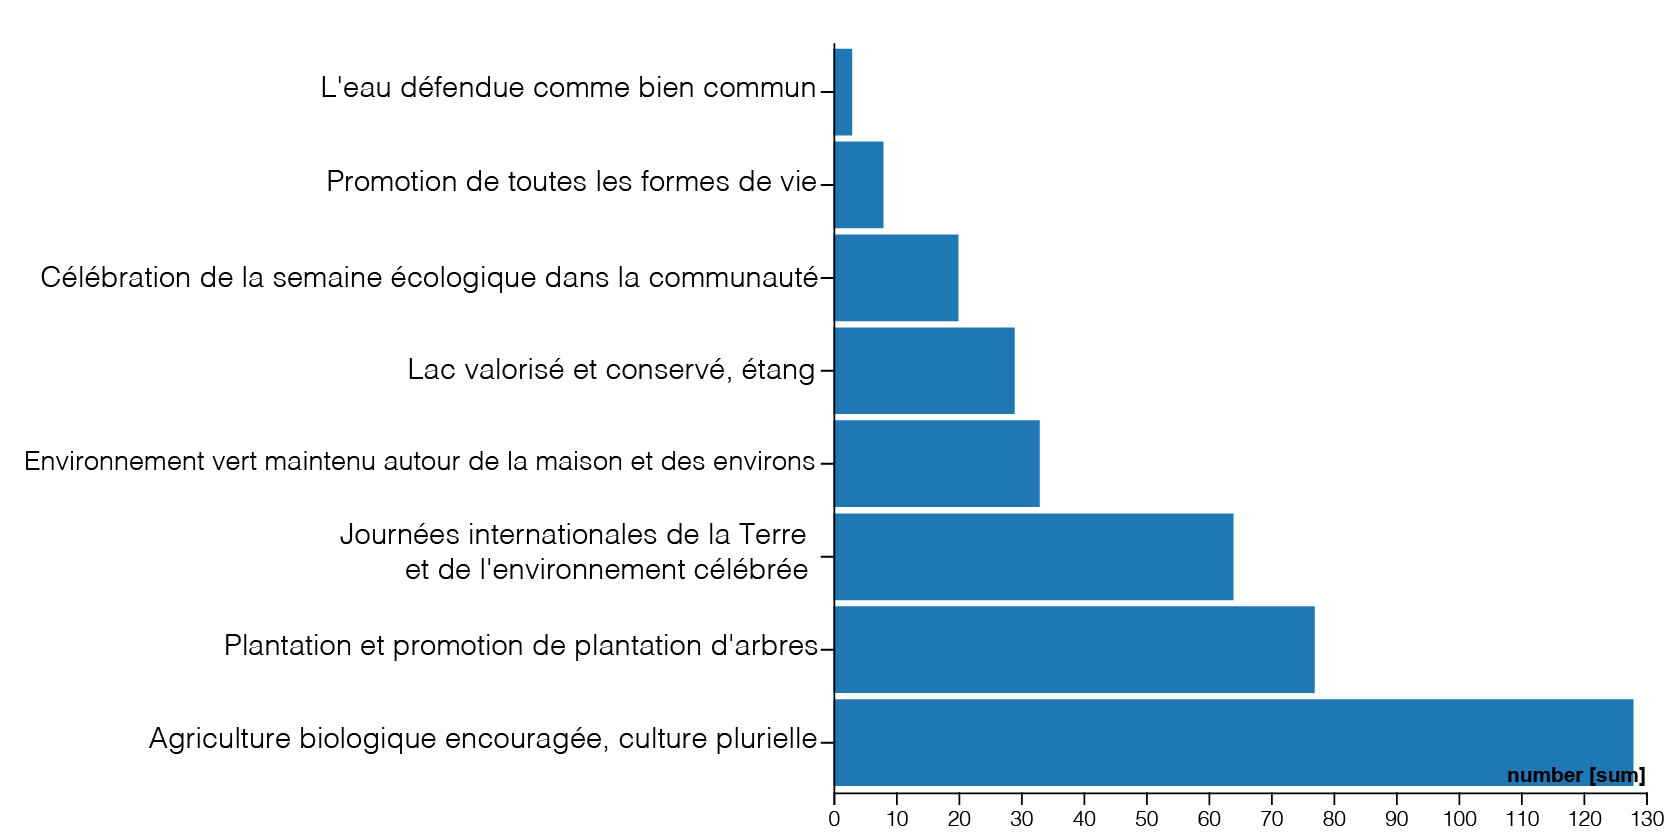 L'eau défendue comme bien commun
Promotion de toutes les formes de vie
Célébration de la semaine écologique dans la communauté
Lac valorisé et conservé, étang
Environnement vert maintenu autour de la maison et des environs
Journées internationales de la Terre
et de l'environnement célébrée
Plantation et promotion de plantation d'arbres
Agriculture biologique encouragée, culture plurielle
number [sum]
0 10 20 30 40 50 60 70 80 90 100 110 120 130